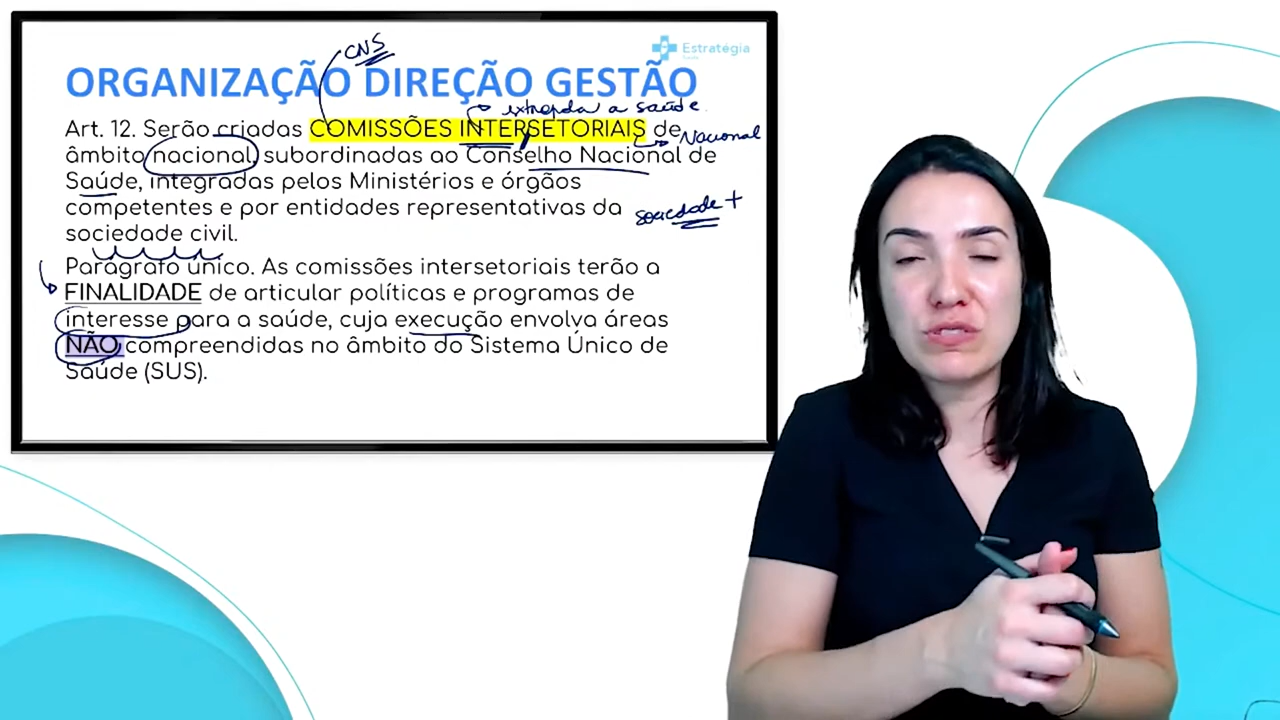 CNS
Estratégia
Saúde
ORGANIZAÇÃO DIREÇÃO GESTÃO
extrapola a saúde
Art. 12. Serão criadas COMISSÕES INTERSETORIAIS de
Nacional
âmbito nacional, subordinadas ao Conselho Nacional de
Saúde, integradas pelos Ministérios e órgãos
competentes e por entidades representativas da
sociedade +
sociedade civil.
Parágrafo único. As comissões intersetoriais terão a
FINALIDADE de articular políticas e programas de
interesse para a saúde, cuja execução envolva áreas
NÃO compreendidas no âmbito do Sistema Único de
Saúde (SUS).